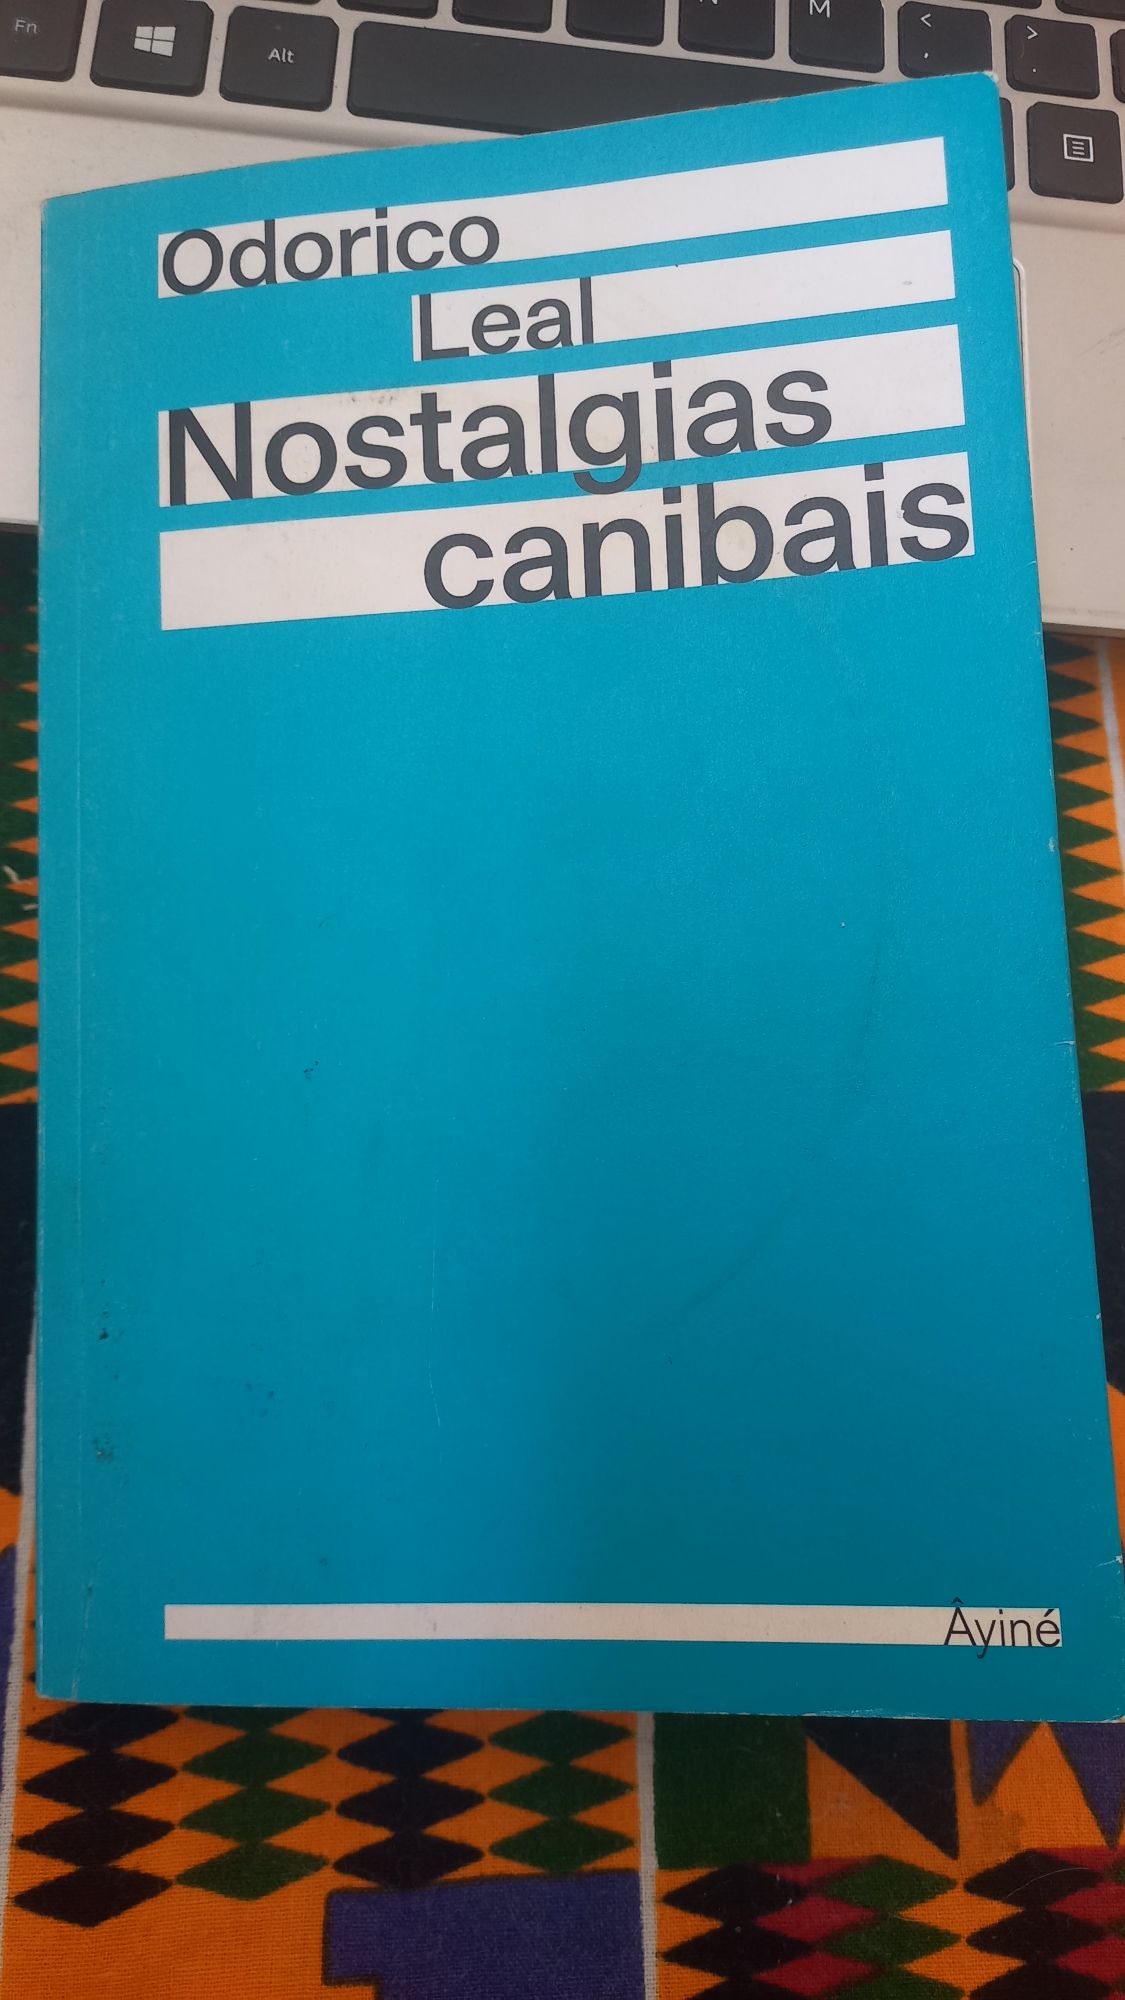 Fn
Alt
N
M
<
,
>
.
Odorico
Leal
Nostalgias
canibais
Âyiné